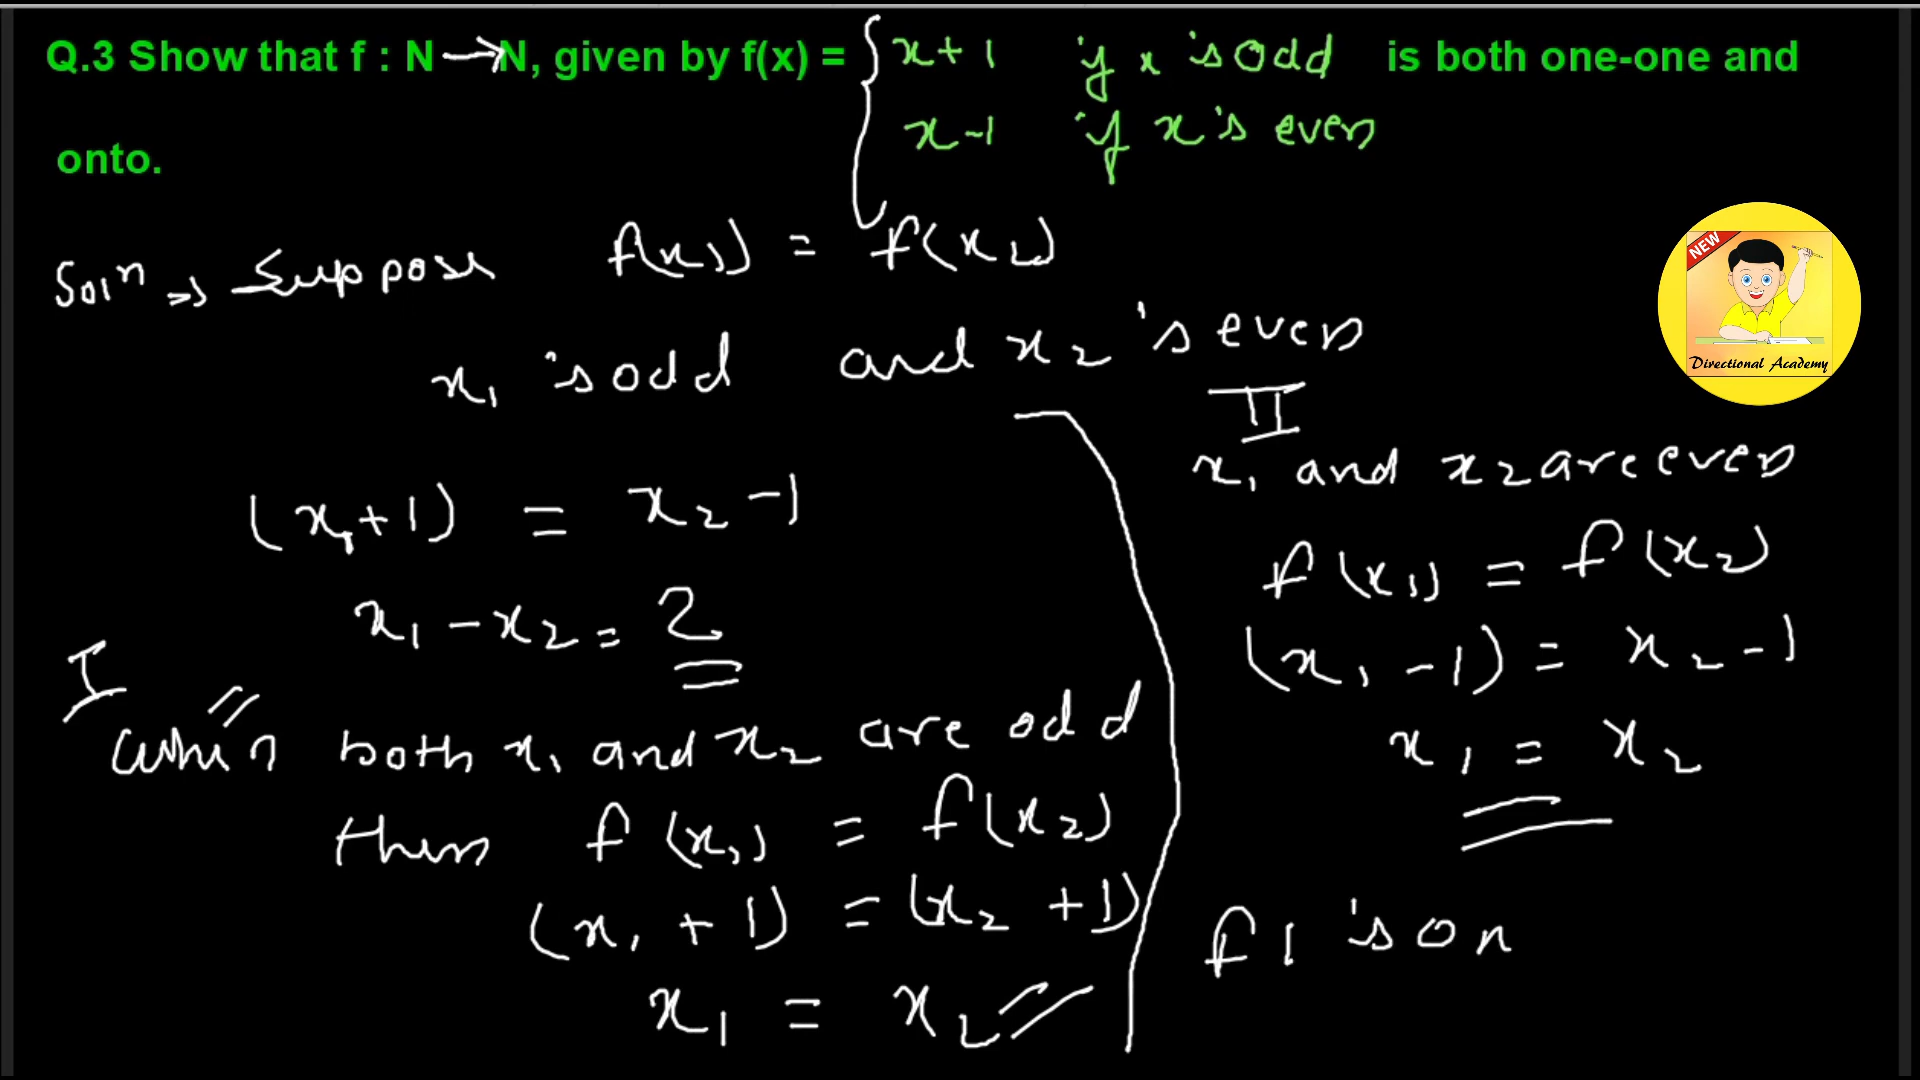 Q.3 Show that f : N → N, given by f(x) = { x+1 if x is odd is both one-one and
x-1 if x is even
onto.
Soln ⇒ Suppose f(x1) = f(x2)
x1 is odd and x2 is even
(x1+1) = x2 -1
x1 - x2 = 2
I
when both x1 and x2 are odd
then f(x1) = f(x2)
(x1 + 1) = (x2 +1)
x1 = x2
II
x1 and x2 are even
f(x1) = f(x2)
(x1 -1) = x2 -1
x1 = x2
f1 is on
NEW
Directional Academy